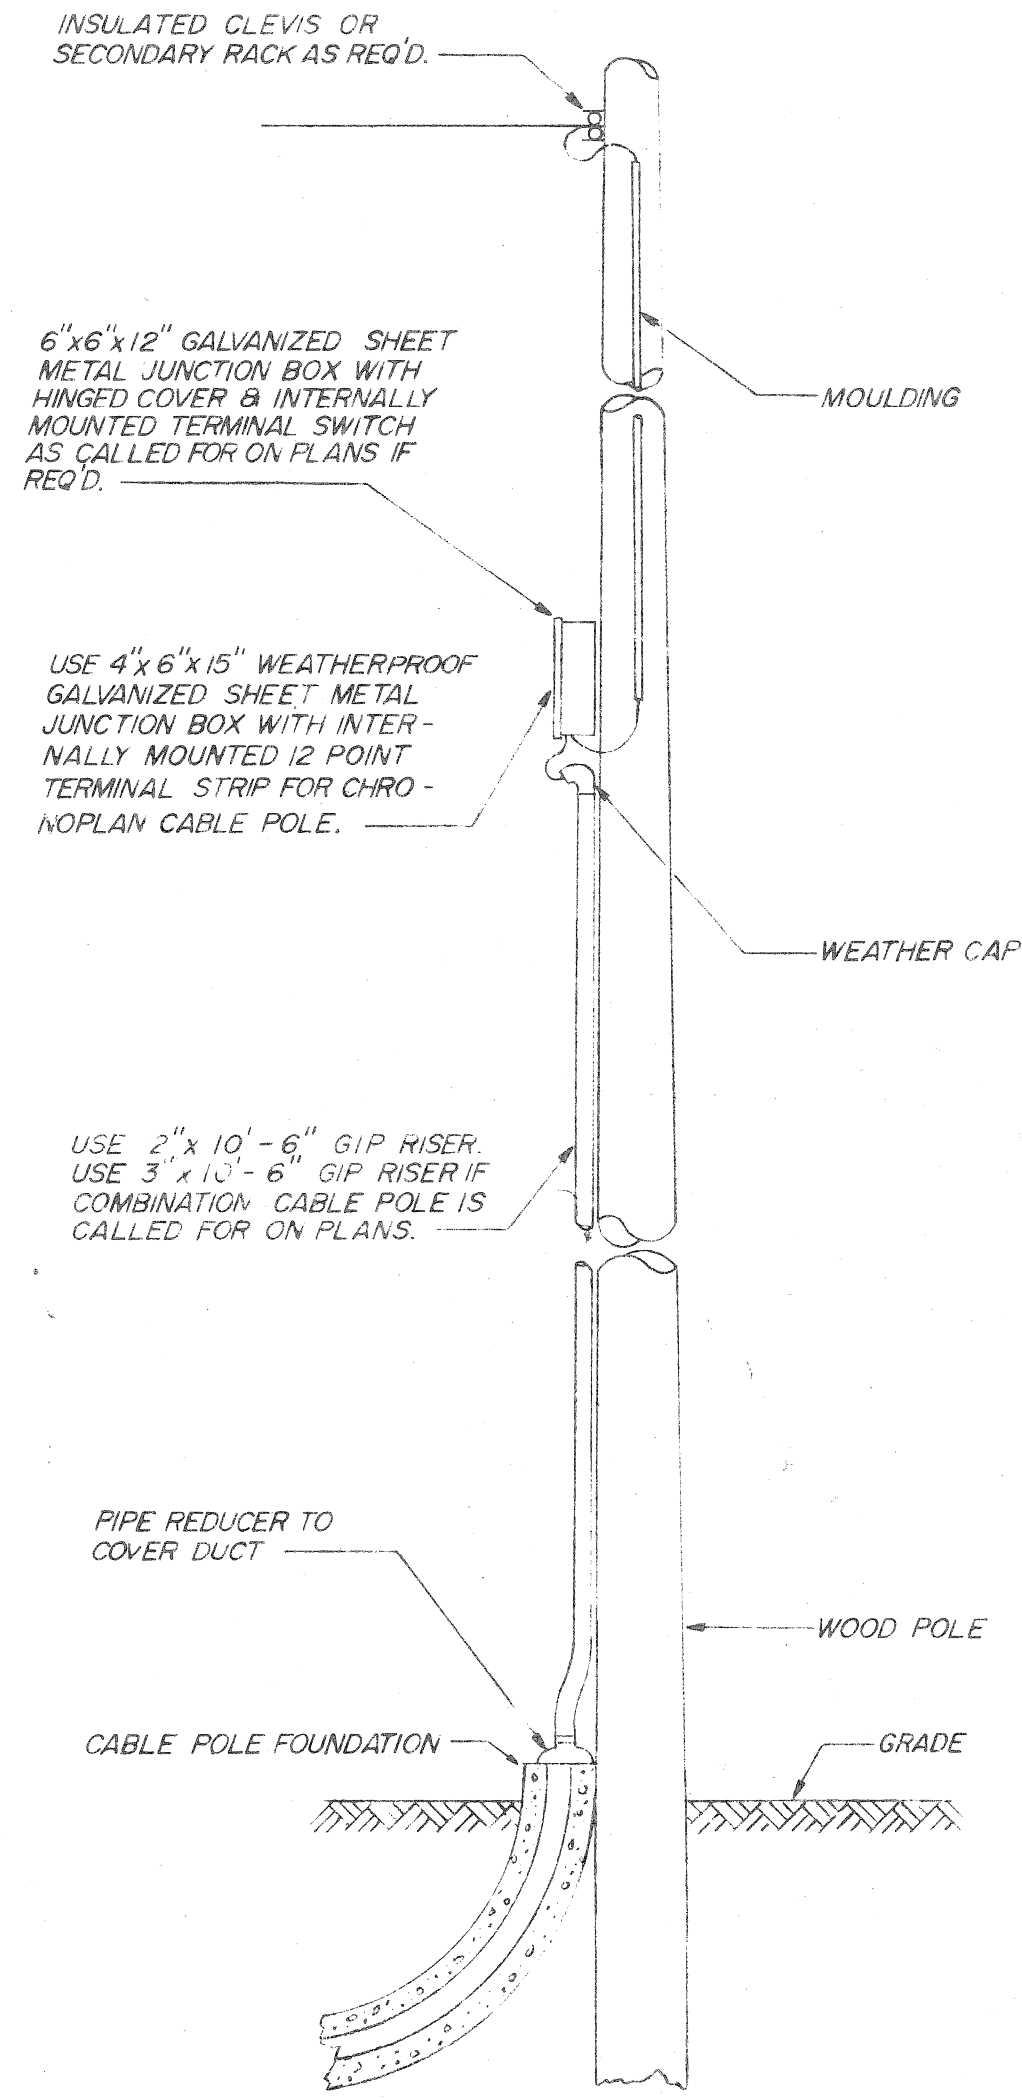 INSULATED CLEVIS OR
SECONDARY RACK AS REQ'D.
6"x6"x12" GALVANIZED SHEET
METAL JUNCTION BOX WITH
HINGED COVER & INTERNALLY
MOUNTED TERMINAL SWITCH
AS CALLED FOR ON PLANS IF
REQ'D.
MOULDING
USE 4"x6"x15" WEATHERPROOF
GALVANIZED SHEET METAL
JUNCTION BOX WITH INTER-
NALLY MOUNTED 12 POINT
TERMINAL STRIP FOR CHRO-
NOPLAN CABLE POLE.
WEATHER CAP
USE 2"x 10'-6" GIP RISER.
USE 3"x 10'-6" GIP RISER IF
COMBINATION CABLE POLE IS
CALLED FOR ON PLANS.
PIPE REDUCER TO
COVER DUCT
WOOD POLE
CABLE POLE FOUNDATION
GRADE